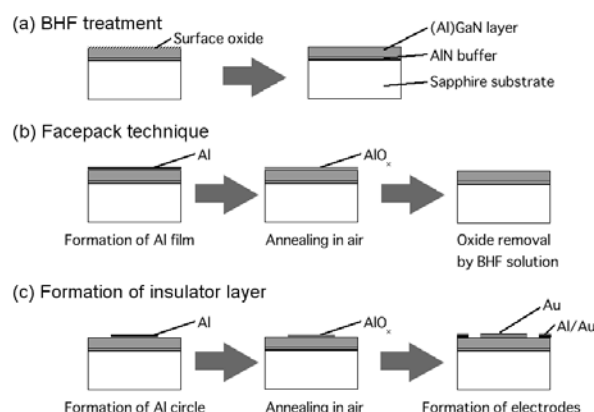 (a) BHF treatment
Surface oxide
(Al)GaN layer
AlN buffer
Sapphire substrate
(b) Facepack technique
Al
AlOx
Formation of Al film
Annealing in air
Oxide removal
by BHF solution
(c) Formation of insulator layer
Al
AlOx
Au
Al/Au
Formation of Al circle
Annealing in air
Formation of electrodes